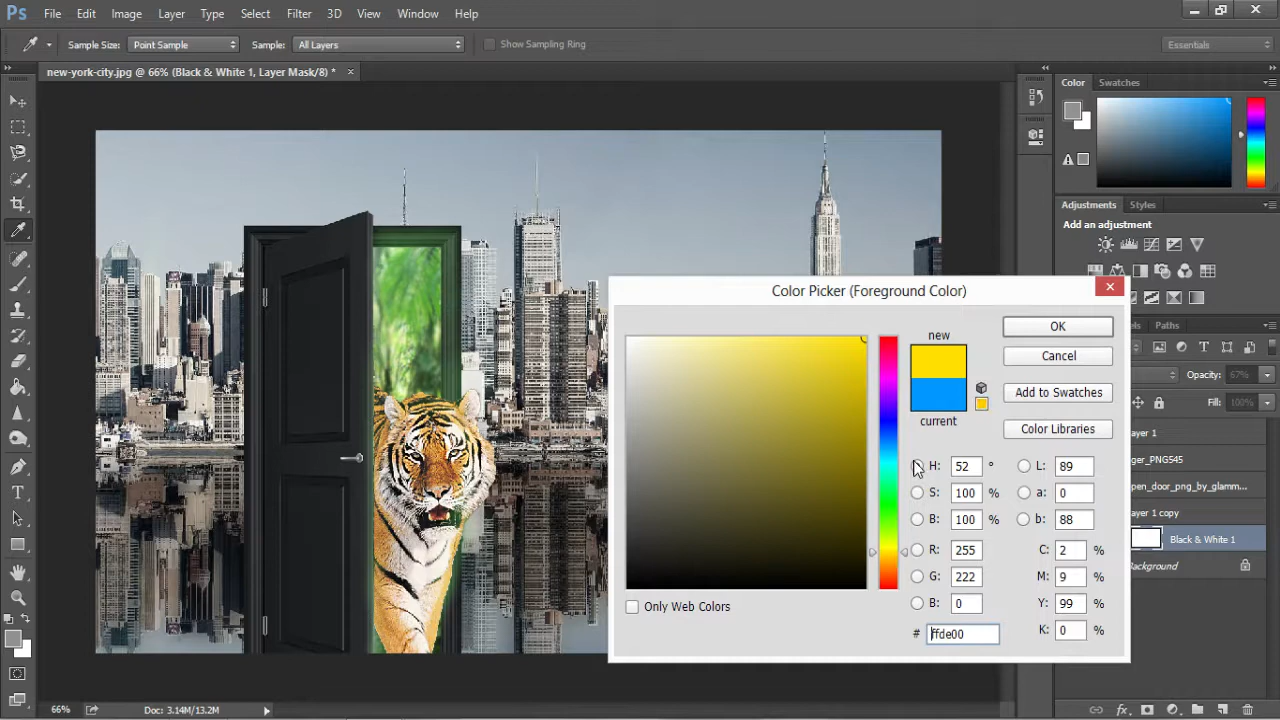 Ps File Edit Image Layer Type Select Filter 3D View Window Help
Sample Size: Point Sample Sample: All Layers Show Sampling Ring Essentials
new-york-city.jpg @ 66% (Black & White 1, Layer Mask/8) * ×
Color Swatches
Adjustments Styles
Add an adjustment
Color Picker (Foreground Color)
els Paths
new OK
Opacity: 67%
Cancel
Add to Swatches Fill: 100%
current Color Libraries
ayer 1
ger_PNG545
H: 52 ° L: 89
pen_door_png_by_glamm...
S: 100 % a: 0
ayer 1 copy
B: 100 % b: 88
Black & White 1
R: 255 C: 2 %
ackground
G: 222 M: 9 %
Only Web Colors B: 0 Y: 99 %
# ffde00 K: 0 %
66% Doc: 3.14M/13.2M